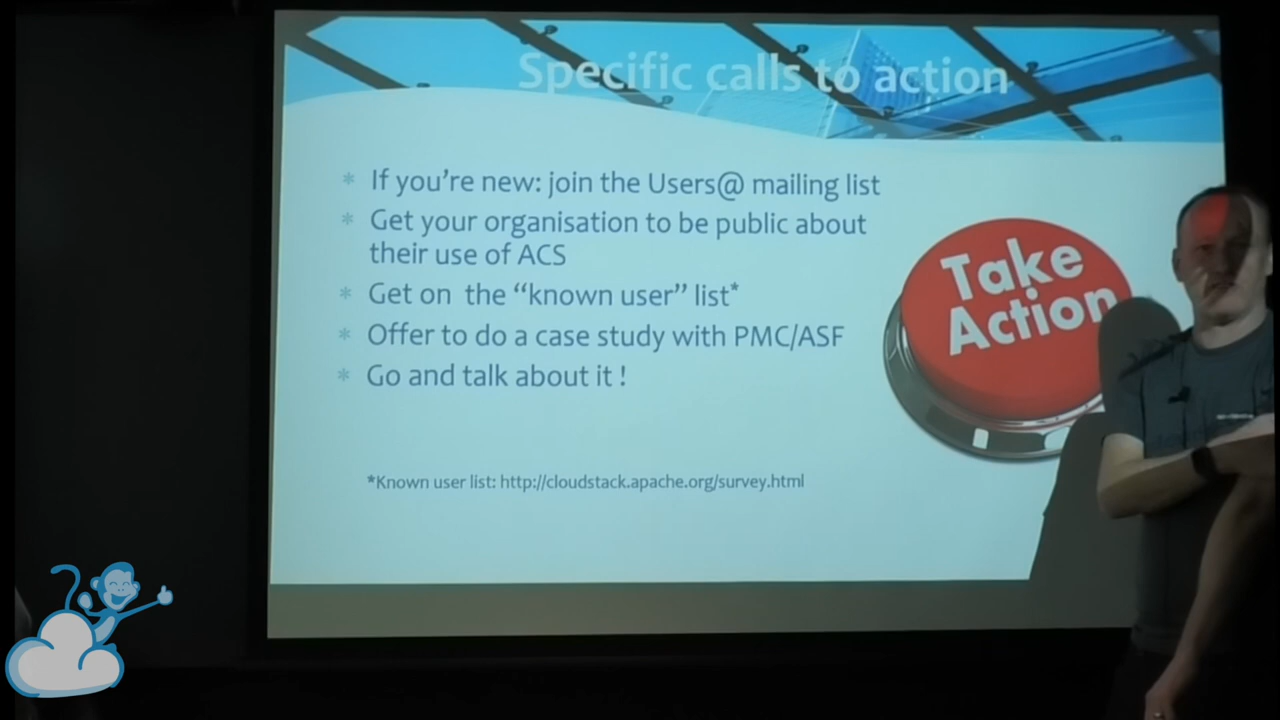 Specific calls to action
* If you're new: join the Users@ mailing list
* Get your organisation to be public about
their use of ACS
* Get on the “known user” list*
* Offer to do a case study with PMC/ASF
* Go and talk about it !
Take
Action
*Known user list: http://cloudstack.apache.org/survey.html